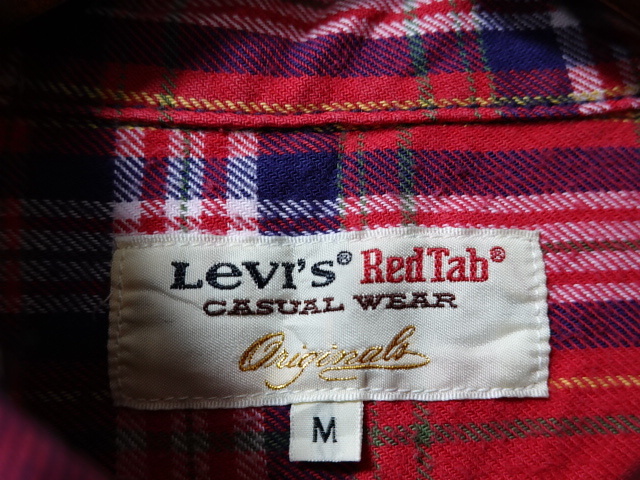 Levi's® RedTab®
CASUAL WEAR
Originals
M